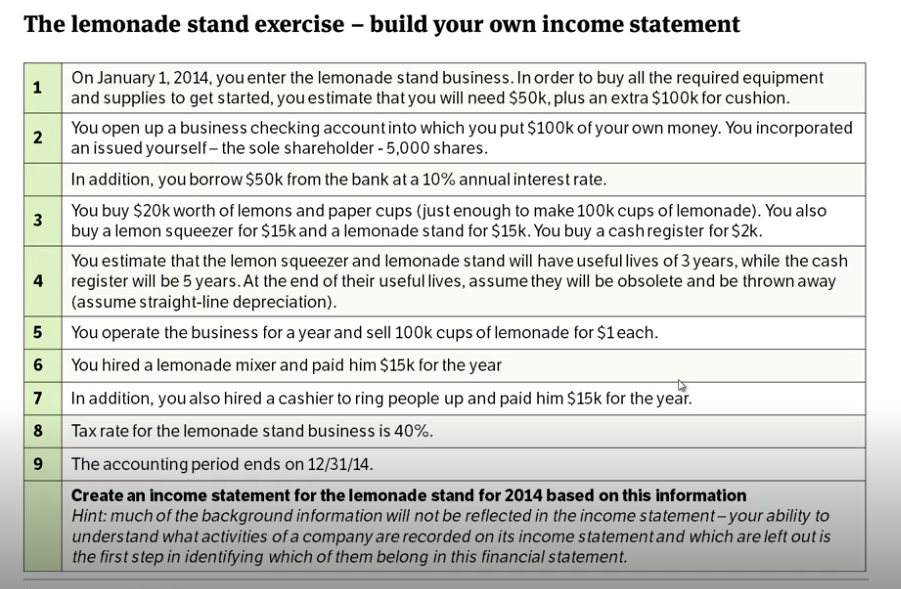 The lemonade stand exercise – build your own income statement
1
On January 1, 2014, you enter the lemonade stand business. In order to buy all the required equipment
and supplies to get started, you estimate that you will need $50k, plus an extra $100k for cushion.
2
You open up a business checking account into which you put $100k of your own money. You incorporated
an issued yourself – the sole shareholder - 5,000 shares.
In addition, you borrow $50k from the bank at a 10% annual interest rate.
3
You buy $20k worth of lemons and paper cups (just enough to make 100k cups of lemonade). You also
buy a lemon squeezer for $15k and a lemonade stand for $15k. You buy a cash register for $2k.
4
You estimate that the lemon squeezer and lemonade stand will have useful lives of 3 years, while the cash
register will be 5 years. At the end of their useful lives, assume they will be obsolete and be thrown away
(assume straight-line depreciation).
5
You operate the business for a year and sell 100k cups of lemonade for $1 each.
6
You hired a lemonade mixer and paid him $15k for the year
7
In addition, you also hired a cashier to ring people up and paid him $15k for the year.
8
Tax rate for the lemonade stand business is 40%.
9
The accounting period ends on 12/31/14.
Create an income statement for the lemonade stand for 2014 based on this information
Hint: much of the background information will not be reflected in the income statement – your ability to
understand what activities of a company are recorded on its income statement and which are left out is
the first step in identifying which of them belong in this financial statement.